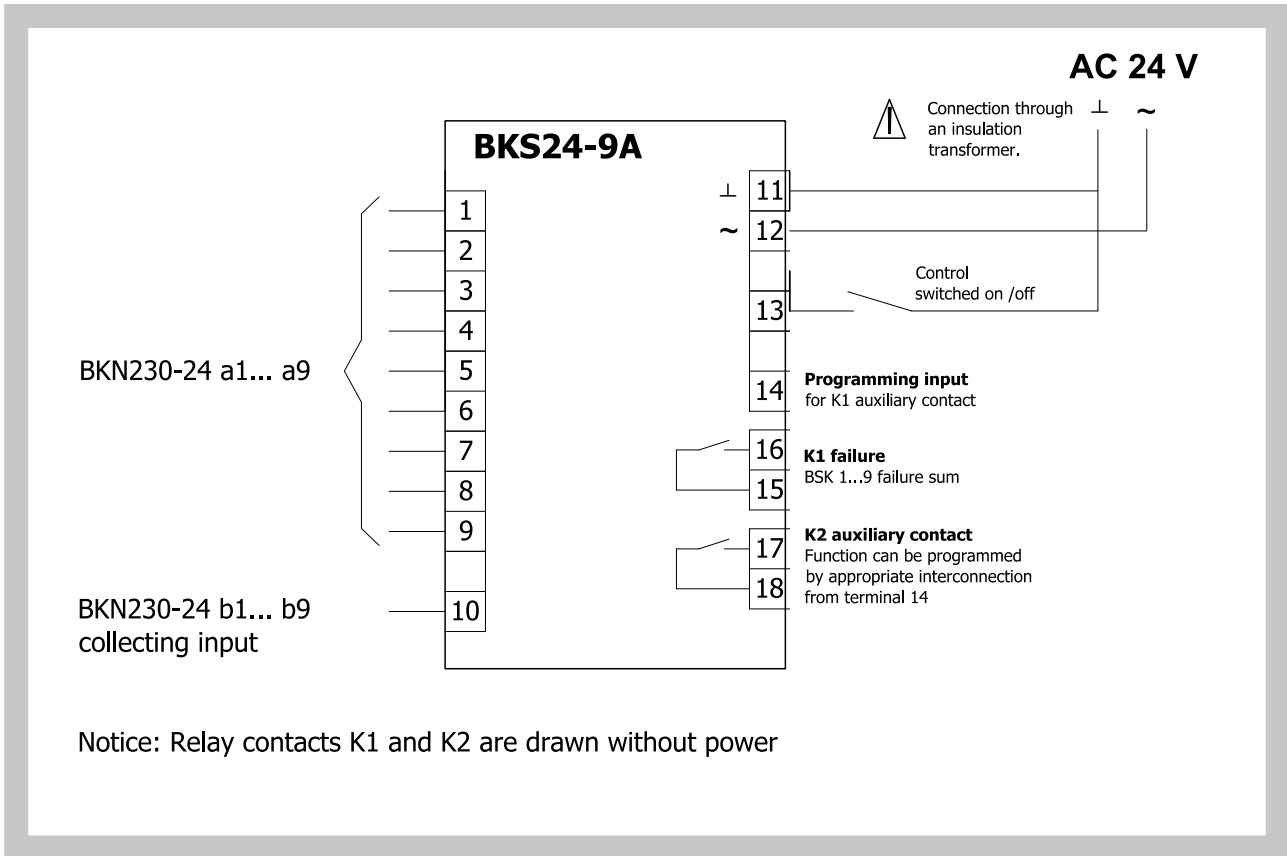 AC 24 V
Connection through
an insulation
transformer.
⊥ ~
BKS24-9A
1
2
3
4
5
6
7
8
9
10
BKN230-24 a1... a9
BKN230-24 b1... b9
collecting input
⊥ 11
~ 12
13
Control
switched on /off
14
Programming input
for K1 auxiliary contact
16
15
K1 failure
BSK 1...9 failure sum
17
18
K2 auxiliary contact
Function can be programmed
by appropriate interconnection
from terminal 14
Notice: Relay contacts K1 and K2 are drawn without power